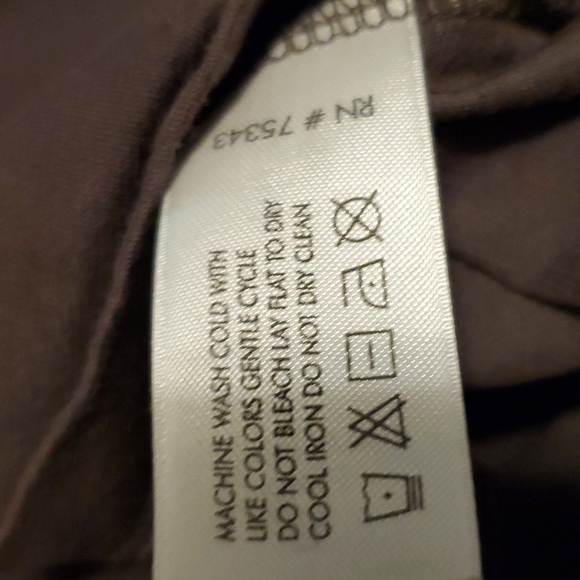 RN # 75343
MACHINE WASH COLD WITH
LIKE COLORS GENTLE CYCLE
DO NOT BLEACH LAY FLAT TO DRY
COOL IRON DO NOT DRY CLEAN